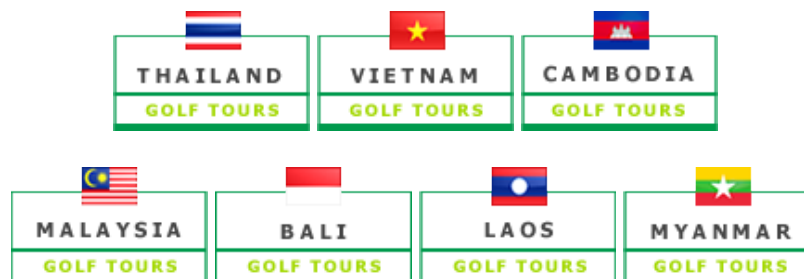 THAILAND
GOLF TOURS
VIETNAM
GOLF TOURS
CAMBODIA
GOLF TOURS
MALAYSIA
GOLF TOURS
BALI
GOLF TOURS
LAOS
GOLF TOURS
MYANMAR
GOLF TOURS